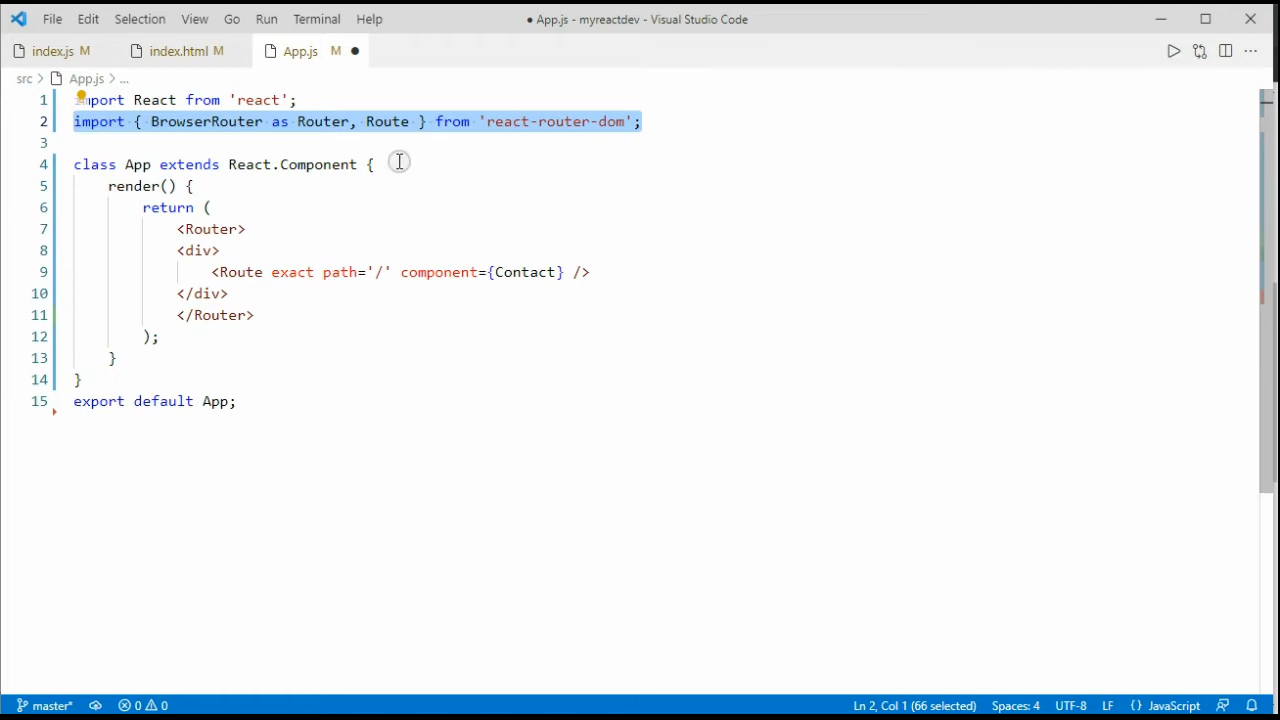 File Edit Selection View Go Run Terminal Help ● App.js - myreactdev - Visual Studio Code
index.js M index.html M App.js M ●
src > App.js > ...
1 import React from 'react';
2 import { BrowserRouter as Router, Route } from 'react-router-dom';
3
4 class App extends React.Component {
5 render() {
6 return (
7 <Router>
8 <div>
9 <Route exact path='/' component={Contact} />
10 </div>
11 </Router>
12 );
13 }
14 }
15 export default App;
master* 0 0 Ln 2, Col 1 (66 selected) Spaces: 4 UTF-8 LF {} JavaScript